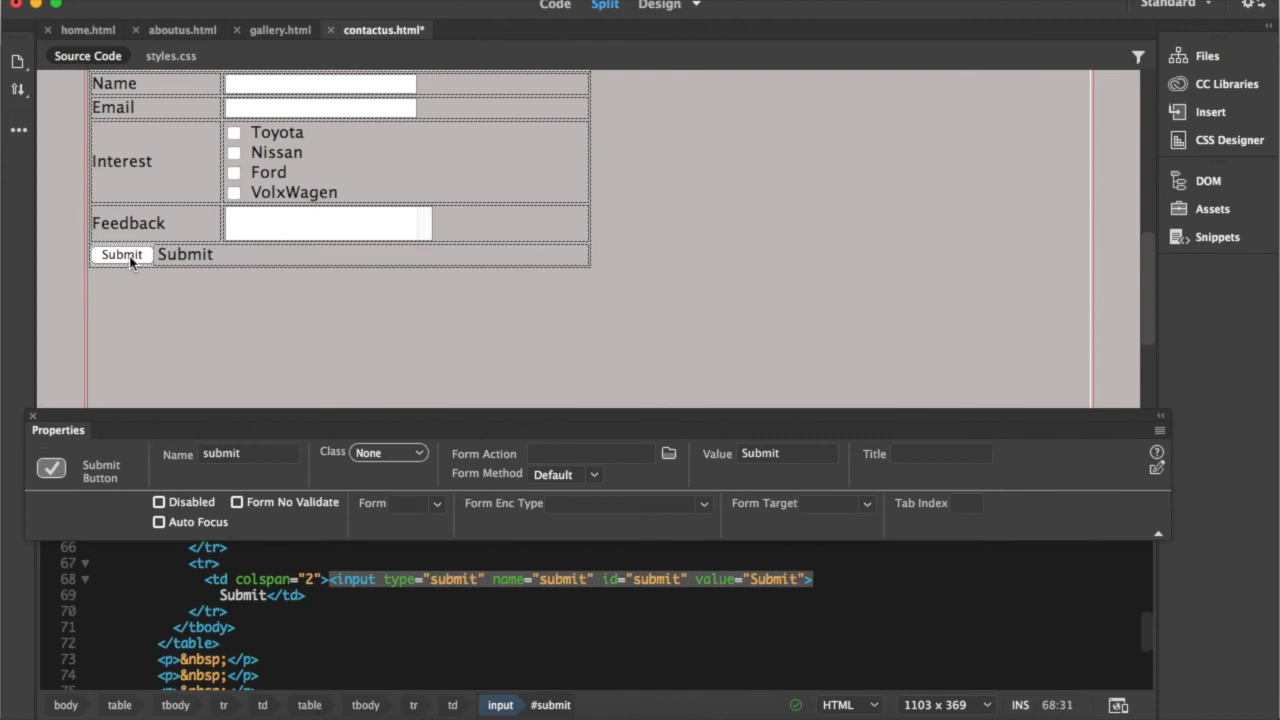 Code Split Design Standard
home.html aboutus.html gallery.html contactus.html*
Source Code styles.css
Files
CC Libraries
Insert
CSS Designer
DOM
Assets
Snippets
Name
Email
Interest
Toyota
Nissan
Ford
VolxWagen
Feedback
Submit Submit
Properties
Submit Button
Name submit
Class None
Form Action
Form Method Default
Value Submit
Title
Disabled Form No Validate
Auto Focus
Form
Form Enc Type
Form Target
Tab Index
66 </tr>
67 <tr>
68 <td colspan="2"><input type="submit" name="submit" id="submit" value="Submit">
69 Submit</td>
70 </tr>
71 </tbody>
72 </table>
73 <p>&nbsp;</p>
74 <p>&nbsp;</p>
body table tbody tr td table tbody tr td input #submit HTML 1103 x 369 INS 68:31